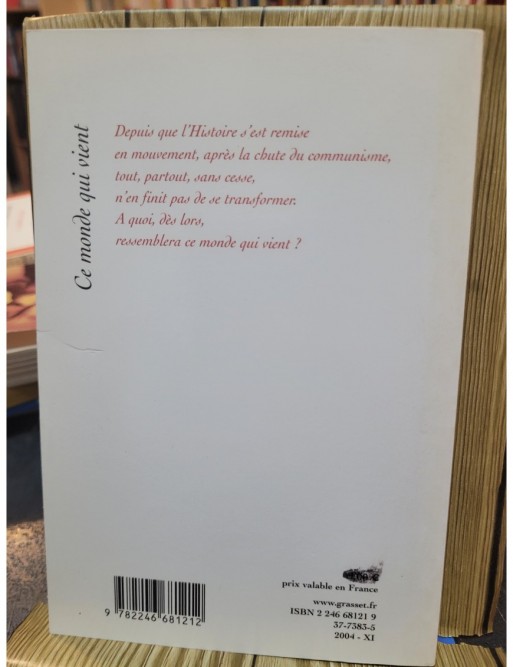 Ce monde qui vient
Depuis que l'Histoire s'est remise
en mouvement, après la chute du communisme,
tout, partout, sans cesse,
n'en finit pas de se transformer.
A quoi, dès lors,
ressemblera ce monde qui vient ?
prix valable en France
www.grasset.fr
ISBN 2 246 68121 9
37-7383-5
2004 - XI
9 782246 681212